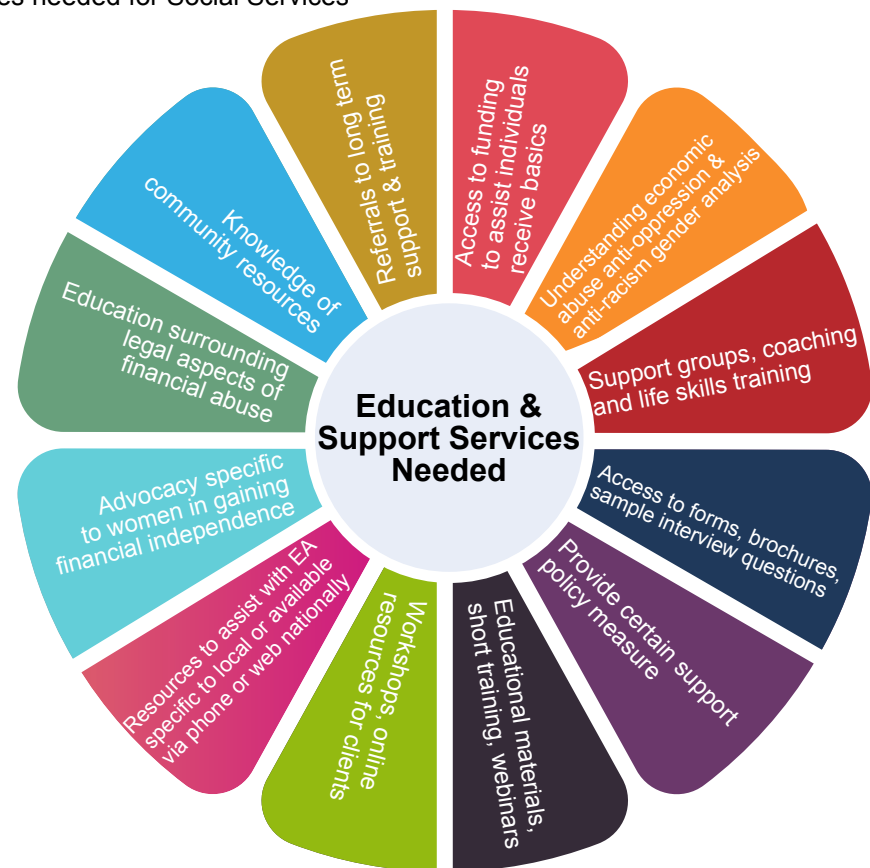 es needed for Social Services
Education &
Support Services
Needed
Access to funding
to assist individuals
receive basics
Understanding economic
abuse anti-oppression &
anti-racism gender analysis
Support groups, coaching
and life skills training
Access to forms, brochures,
sample interview questions
Provide certain support
policy measure
Educational materials,
short training, webinars
Workshops, online
resources for clients
Resources to assist with EA
specific to local or available
via phone or web nationally
Advocacy specific
to women in gaining
financial independence
Education surrounding
legal aspects of
financial abuse
Knowledge of
community resources
Referrals to long term
support & training